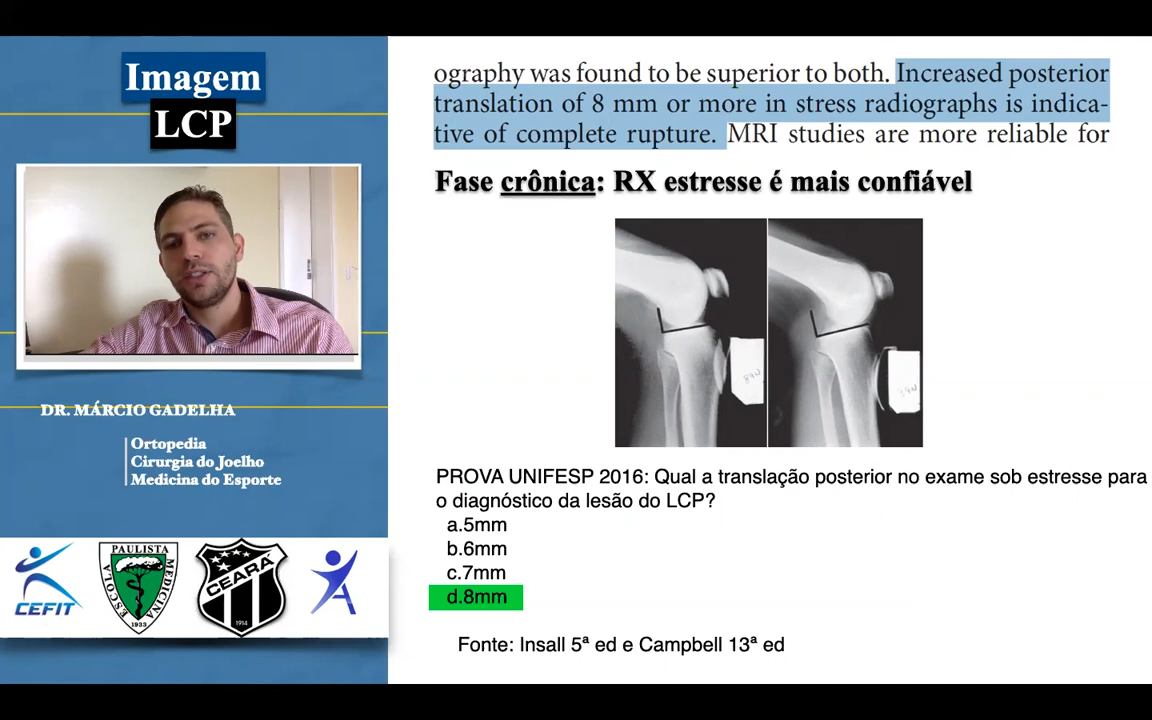 Imagem
LCP
DR. MÁRCIO GADELHA
Ortopedia
Cirurgia do Joelho
Medicina do Esporte
CEFIT
PAULISTA
MEDICINA
ESCOLA
1933
CEARÁ
1914
ography was found to be superior to both. Increased posterior
translation of 8 mm or more in stress radiographs is indica-
tive of complete rupture. MRI studies are more reliable for
Fase crônica: RX estresse é mais confiável
PROVA UNIFESP 2016: Qual a translação posterior no exame sob estresse para
o diagnóstico da lesão do LCP?
a.5mm
b.6mm
c.7mm
d.8mm
Fonte: Insall 5ª ed e Campbell 13ª ed